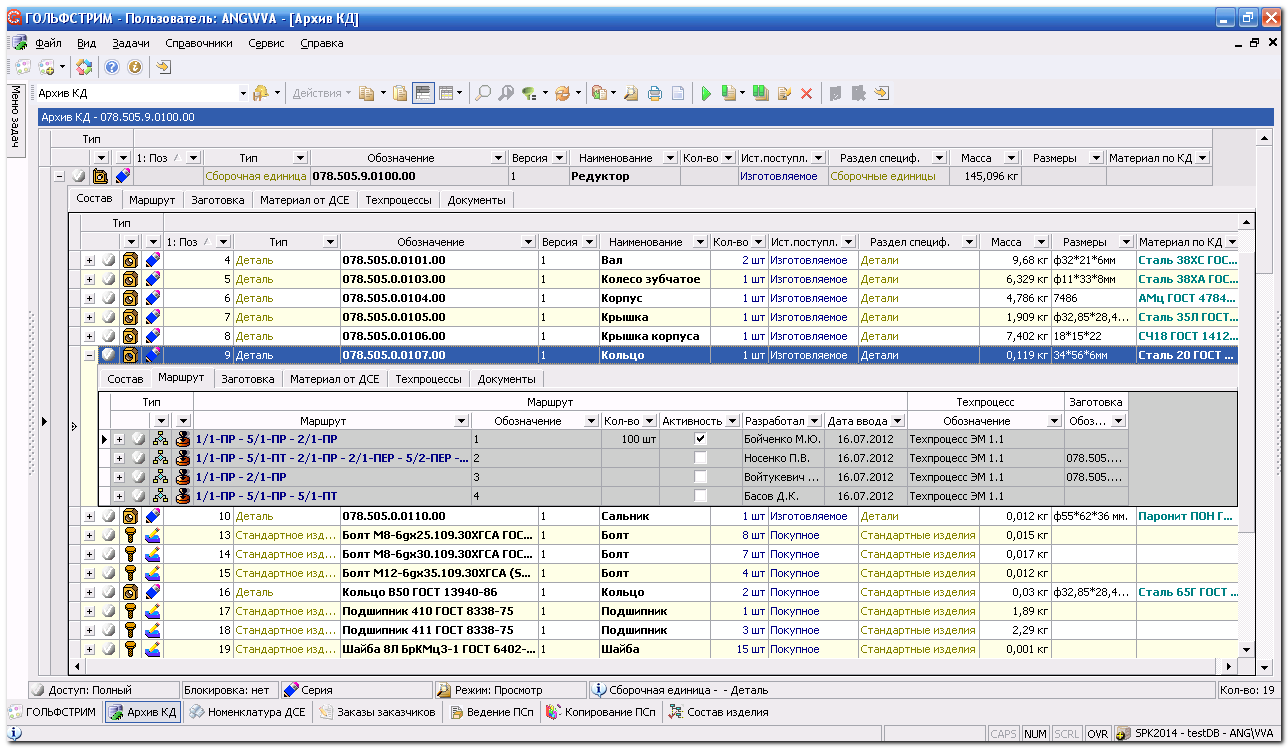 ГОЛЬФСТРИМ - Пользователь: ANGWVA - [Архив КД]
Файл Вид Задачи Справочники Сервис Справка
Меню задач
Архив КД Действия
Архив КД - 078.505.9.0100.00
Тип
1: Поз Тип Обозначение Версия Наименование Кол-во Ист.поступл. Раздел специф. Масса Размеры Материал по КД
Сборочная единица 078.505.9.0100.00 1 Редуктор Изготовляемое Сборочные единицы 145,096 кг
Состав Маршрут Заготовка Материал от ДСЕ Техпроцессы Документы
Тип
1: Поз Тип Обозначение Версия Наименование Кол-во Ист.поступл. Раздел специф. Масса Размеры Материал по КД
4 Деталь 078.505.0.0101.00 1 Вал 2 шт Изготовляемое Детали 9,68 кг ф32*21*6мм Сталь 38ХС ГОС...
5 Деталь 078.505.0.0103.00 1 Колесо зубчатое 1 шт Изготовляемое Детали 6,329 кг ф11*33*8мм Сталь 38ХА ГОС...
6 Деталь 078.505.0.0104.00 1 Корпус 1 шт Изготовляемое Детали 4,786 кг 7486 АМц ГОСТ 4784...
7 Деталь 078.505.0.0105.00 1 Крышка 1 шт Изготовляемое Детали 1,909 кг ф32,85*28,4... Сталь 35Л ГОСТ...
8 Деталь 078.505.0.0106.00 1 Крышка корпуса 1 шт Изготовляемое Детали 7,402 кг 18*15*22 СЧ18 ГОСТ 1412...
9 Деталь 078.505.0.0107.00 1 Кольцо 1 шт Изготовляемое Детали 0,119 кг 34*56*6мм Сталь 20 ГОСТ ...
Состав Маршрут Заготовка Материал от ДСЕ Техпроцессы Документы
Тип Маршрут Техпроцесс Заготовка
Маршрут Обозначение Кол-во Активность Разработал Дата ввода Обозначение Обоз...
1/1-ПР - 5/1-ПР - 2/1-ПР 1 100 шт Бойченко М.Ю. 16.07.2012 Техпроцесс ЭМ 1.1
1/1-ПР - 5/1-ПТ - 2/1-ПР - 2/1-ПЕР - 5/2-ПЕР -... 2 Носенко П.В. 16.07.2012 Техпроцесс ЭМ 1.1 078.505....
1/1-ПР - 2/1-ПР 3 Войтукевич ... 16.07.2012 Техпроцесс ЭМ 1.1 078.505....
1/1-ПР - 5/1-ПР - 5/1-ПТ 4 Басов Д.К. 16.07.2012 Техпроцесс ЭМ 1.1
10 Деталь 078.505.0.0110.00 1 Сальник 1 шт Изготовляемое Детали 0,012 кг ф55*62*36 мм. Паронит ПОН Г...
13 Стандартное изд... Болт М8-6gх25.109.30ХГСА ГОС... 1 Болт 8 шт Покупное Стандартные изделия 0,015 кг
14 Стандартное изд... Болт М8-6gх30.109.30ХГСА ГОС... 1 Болт 7 шт Покупное Стандартные изделия 0,017 кг
15 Стандартное изд... Болт М12-6gх35.109.30ХГСА (S... 1 Болт 4 шт Покупное Стандартные изделия 0,012 кг
16 Деталь Кольцо В50 ГОСТ 13940-86 1 Кольцо 2 шт Покупное Стандартные изделия 0,03 кг ф32,85*28,4... Сталь 65Г ГОСТ ...
17 Стандартное изд... Подшипник 410 ГОСТ 8338-75 1 Подшипник 1 шт Покупное Стандартные изделия 1,89 кг
18 Стандартное изд... Подшипник 411 ГОСТ 8338-75 1 Подшипник 3 шт Покупное Стандартные изделия 2,29 кг
19 Стандартное изд... Шайба 8Л БрКМц3-1 ГОСТ 6402-... 1 Шайба 15 шт Покупное Стандартные изделия 0,001 кг
Доступ: Полный Блокировка: нет Серия Режим: Просмотр Сборочная единица - - Деталь Кол-во: 19
ГОЛЬФСТРИМ Архив КД Номенклатура ДСЕ Заказы заказчиков Ведение ПСп Копирование ПСп Состав изделия
CAPS NUM SCRL OVR SPK2014 - testDB - ANGWVA